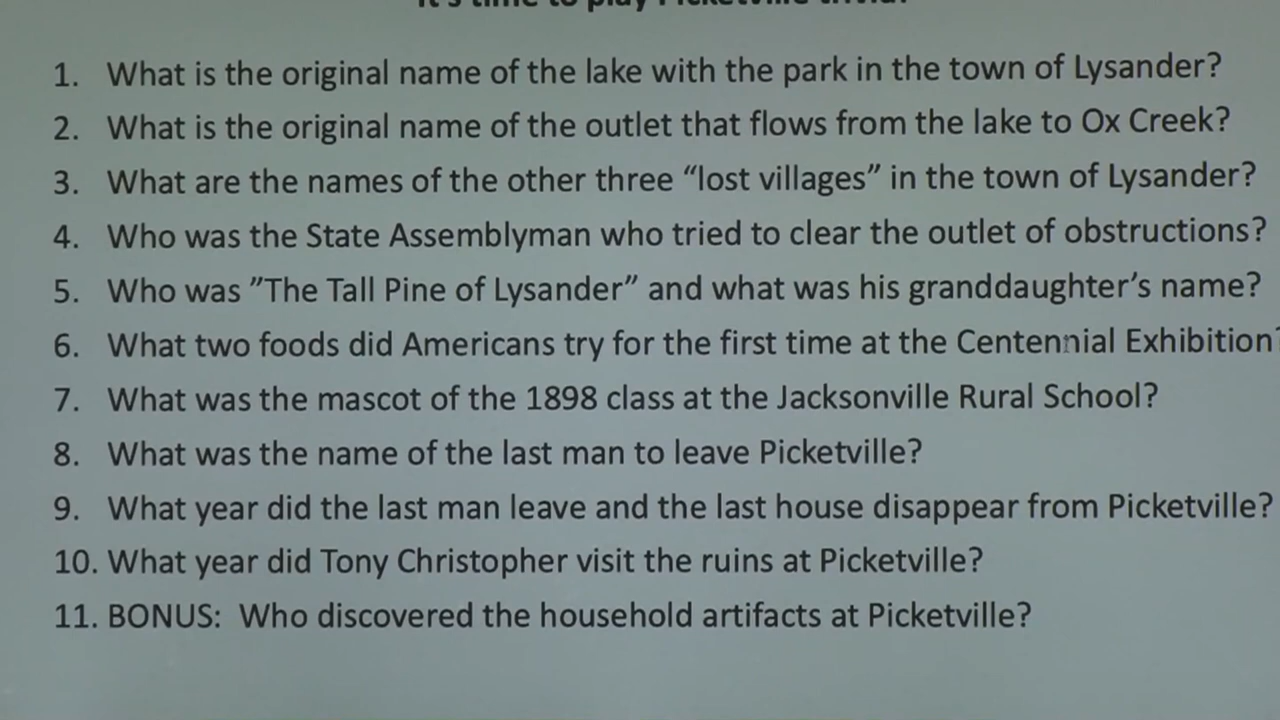 It's time to play Picketville trivia!
1. What is the original name of the lake with the park in the town of Lysander?
2. What is the original name of the outlet that flows from the lake to Ox Creek?
3. What are the names of the other three “lost villages” in the town of Lysander?
4. Who was the State Assemblyman who tried to clear the outlet of obstructions?
5. Who was ”The Tall Pine of Lysander” and what was his granddaughter’s name?
6. What two foods did Americans try for the first time at the Centennial Exhibition?
7. What was the mascot of the 1898 class at the Jacksonville Rural School?
8. What was the name of the last man to leave Picketville?
9. What year did the last man leave and the last house disappear from Picketville?
10. What year did Tony Christopher visit the ruins at Picketville?
11. BONUS: Who discovered the household artifacts at Picketville?